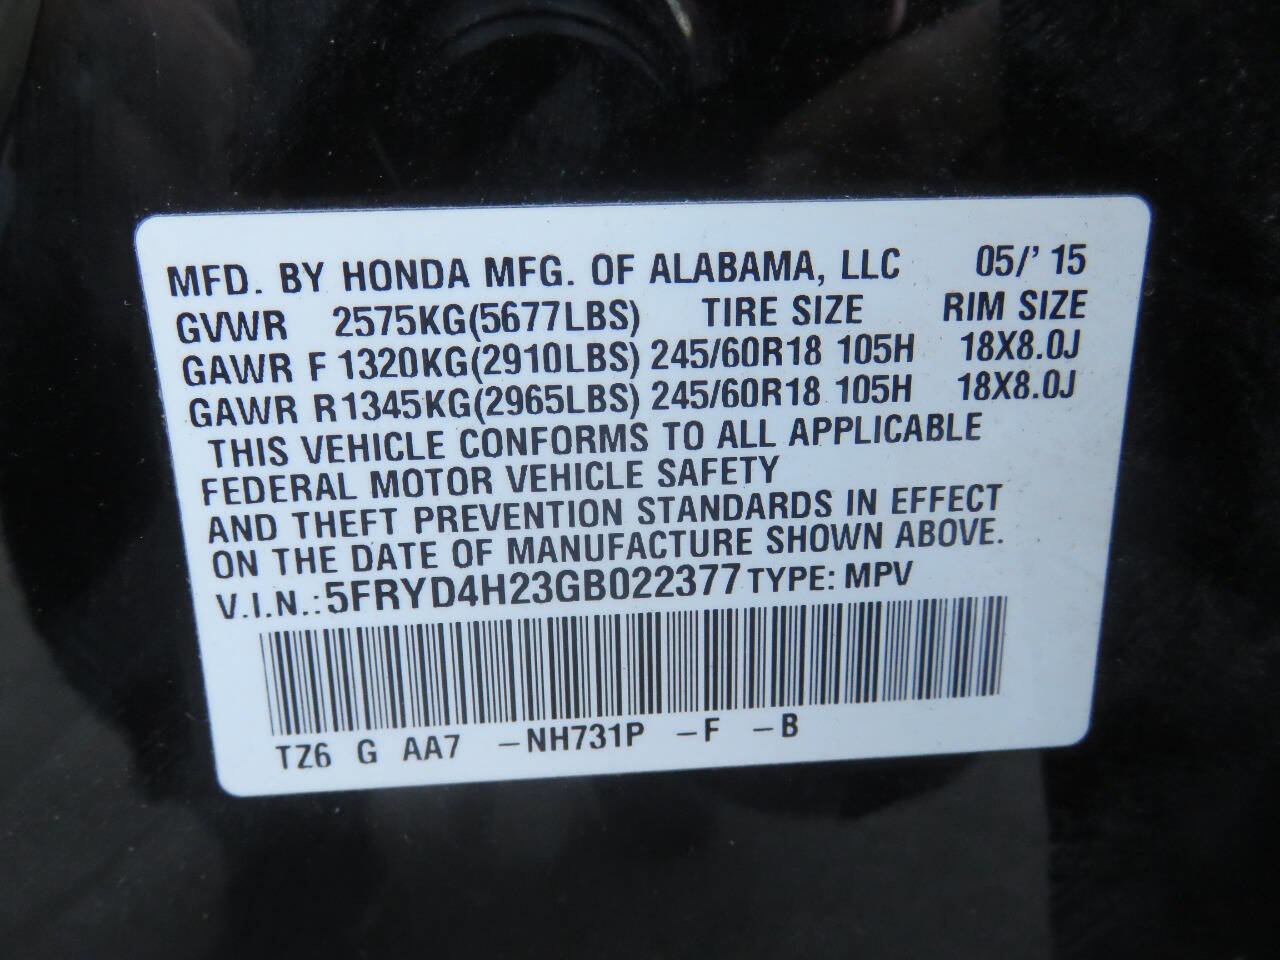 MFD. BY HONDA MFG. OF ALABAMA, LLC 05/' 15
GVWR 2575KG(5677LBS) TIRE SIZE RIM SIZE
GAWR F 1320KG(2910LBS) 245/60R18 105H 18X8.0J
GAWR R1345KG(2965LBS) 245/60R18 105H 18X8.0J
THIS VEHICLE CONFORMS TO ALL APPLICABLE
FEDERAL MOTOR VEHICLE SAFETY
AND THEFT PREVENTION STANDARDS IN EFFECT
ON THE DATE OF MANUFACTURE SHOWN ABOVE.
V.I.N.:5FRYD4H23GB022377 TYPE: MPV
TZ6 G AA7 –NH731P –F –B